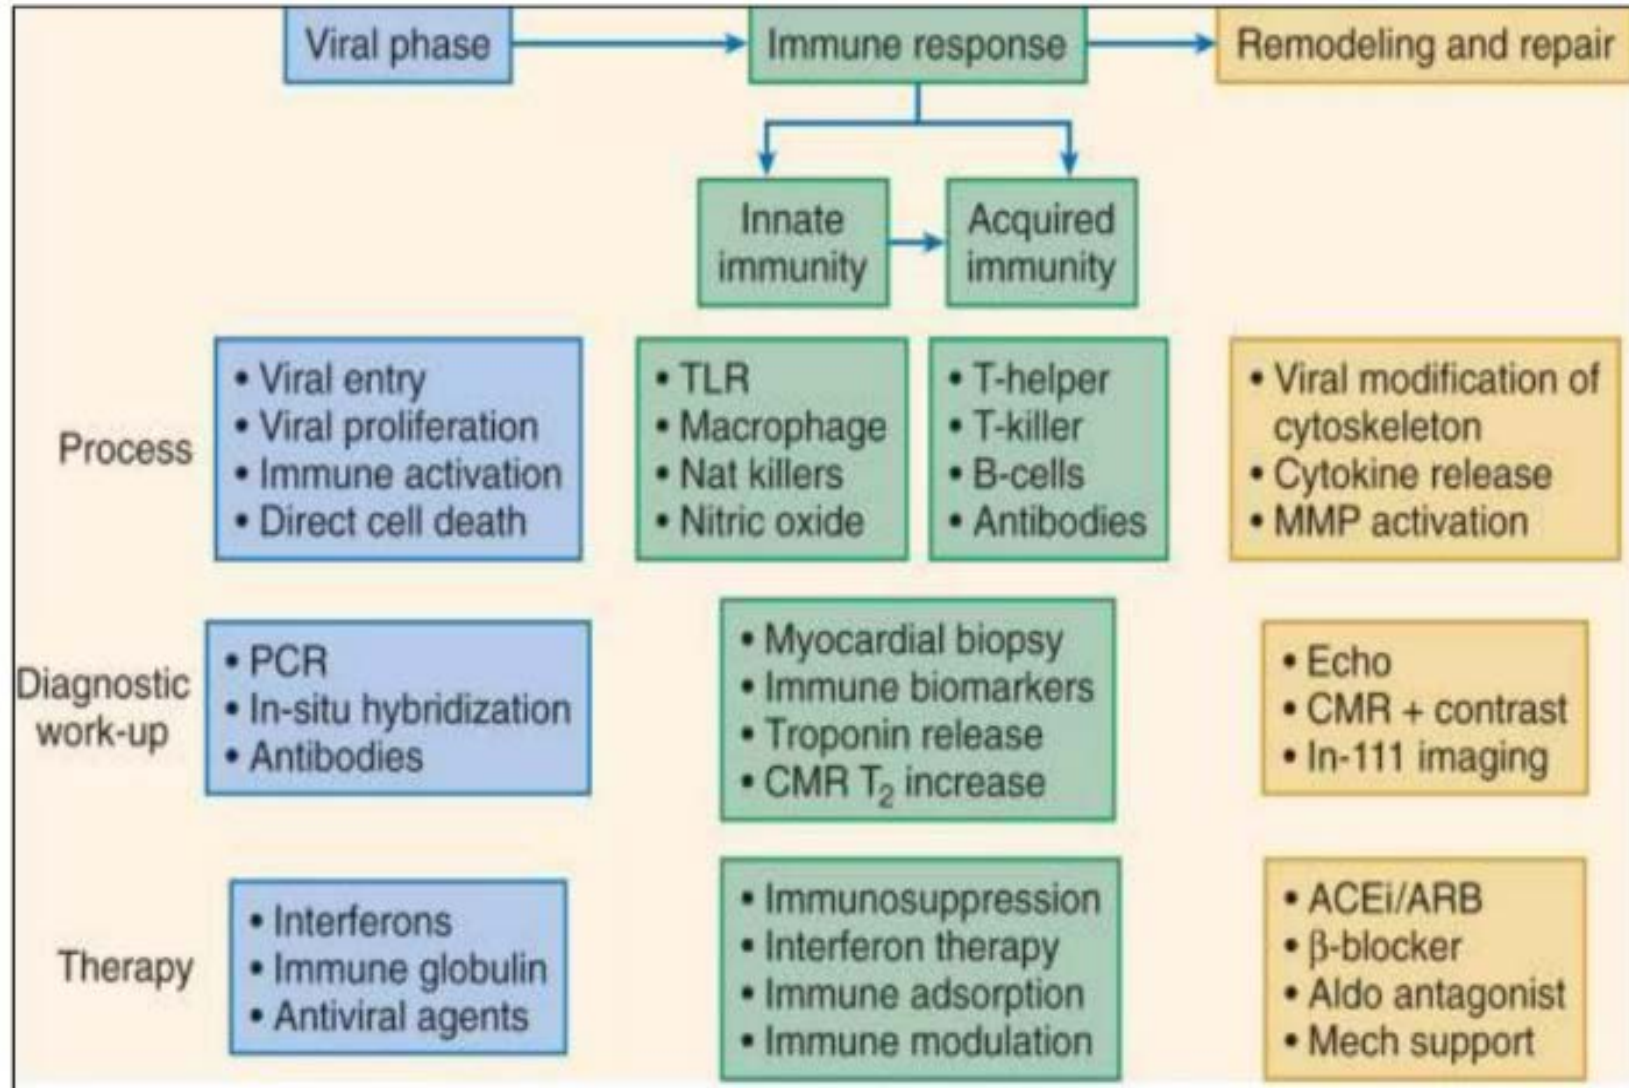 Viral phase
Immune response
Remodeling and repair
Innate
immunity
Acquired
immunity
Process
• Viral entry
• Viral proliferation
• Immune activation
• Direct cell death
• TLR
• Macrophage
• Nat killers
• Nitric oxide
• T-helper
• T-killer
• B-cells
• Antibodies
• Viral modification of
cytoskeleton
• Cytokine release
• MMP activation
Diagnostic
work-up
• PCR
• In-situ hybridization
• Antibodies
• Myocardial biopsy
• Immune biomarkers
• Troponin release
• CMR T₂ increase
• Echo
• CMR + contrast
• In-111 imaging
Therapy
• Interferons
• Immune globulin
• Antiviral agents
• Immunosuppression
• Interferon therapy
• Immune adsorption
• Immune modulation
• ACEi/ARB
• β-blocker
• Aldo antagonist
• Mech support